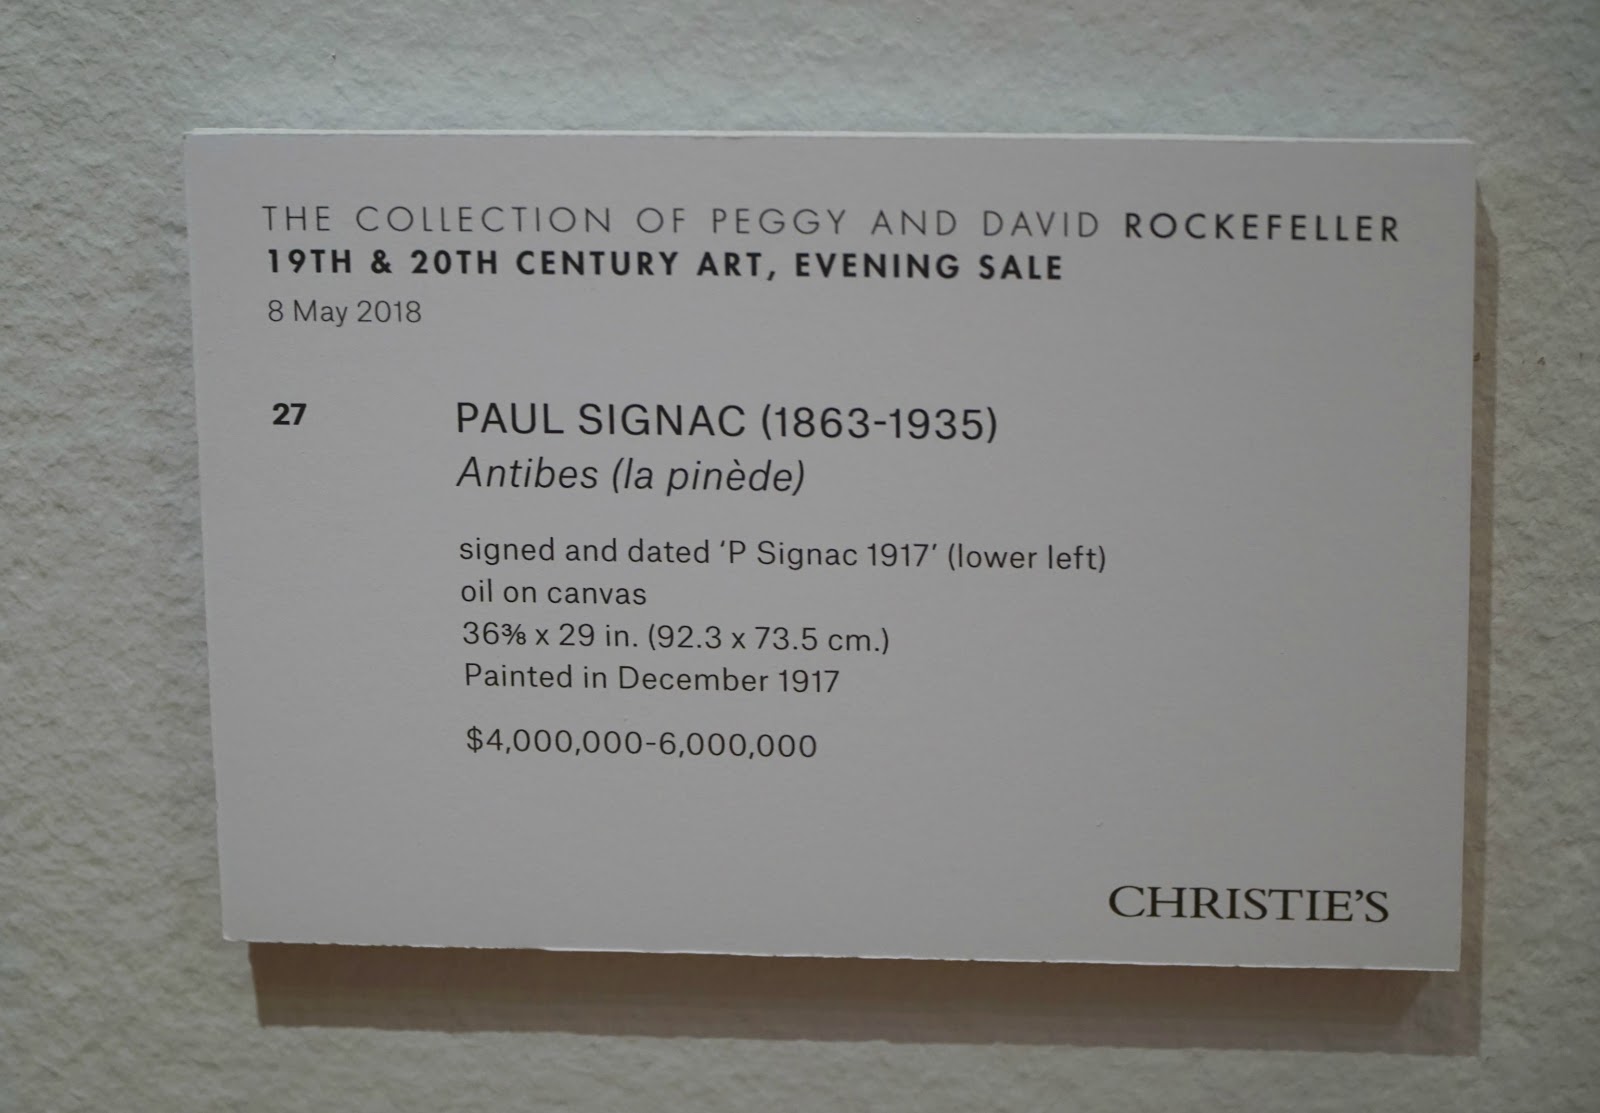 THE COLLECTION OF PEGGY AND DAVID ROCKEFELLER
19TH & 20TH CENTURY ART, EVENING SALE
8 May 2018
27
PAUL SIGNAC (1863-1935)
Antibes (la pinède)
signed and dated ‘P Signac 1917’ (lower left)
oil on canvas
36⅜ x 29 in. (92.3 x 73.5 cm.)
Painted in December 1917
$4,000,000-6,000,000
CHRISTIE’S